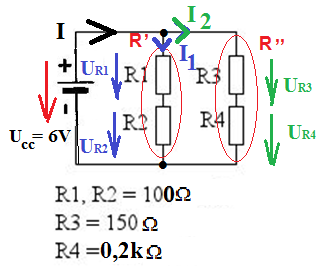 I
I2
R'
R''
+
-
UR1
I1
R1
R3
UR3
Ucc= 6V
UR2
R2
R4
UR4
R1, R2 = 100Ω
R3 = 150 Ω
R4 =0,2k Ω